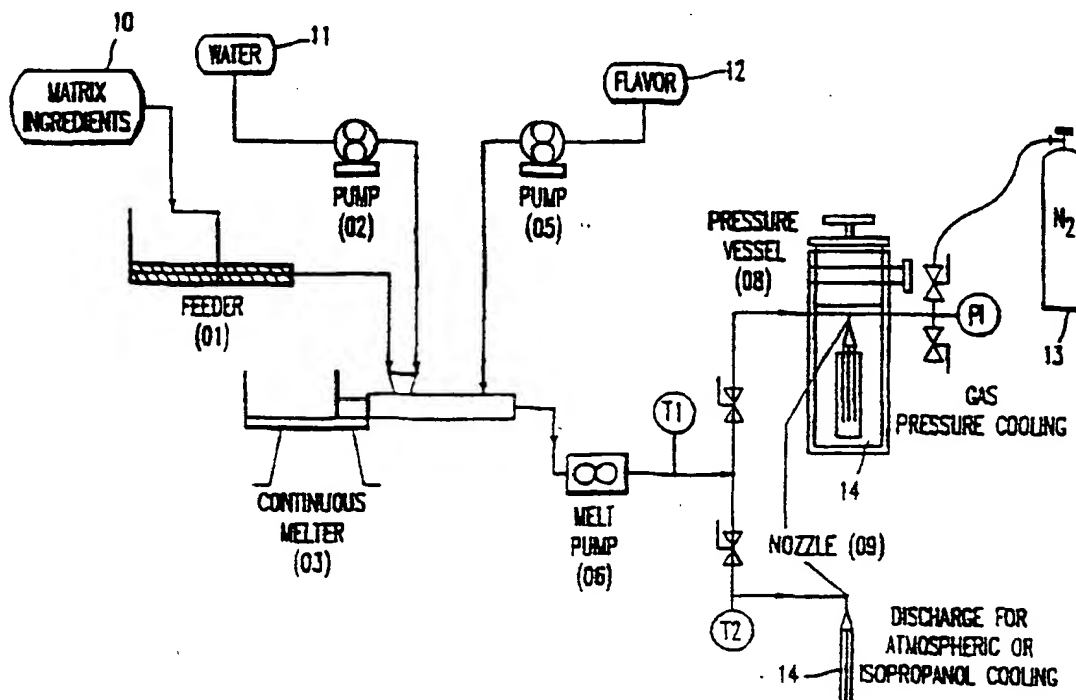 10
MATRIX
INGREDIENTS
11
WATER
FLAVOR
12
PUMP
(02)
PUMP
(05)
FEEDER
(01)
PRESSURE
VESSEL
(08)
N2
PI
13
GAS
PRESSURE COOLING
14
T1
CONTINUOUS
MELTER
(03)
MELT
PUMP
(06)
NOZZLE (09)
T2
14
DISCHARGE FOR
ATMOSPHERIC OR
ISOPROPANOL COOLING